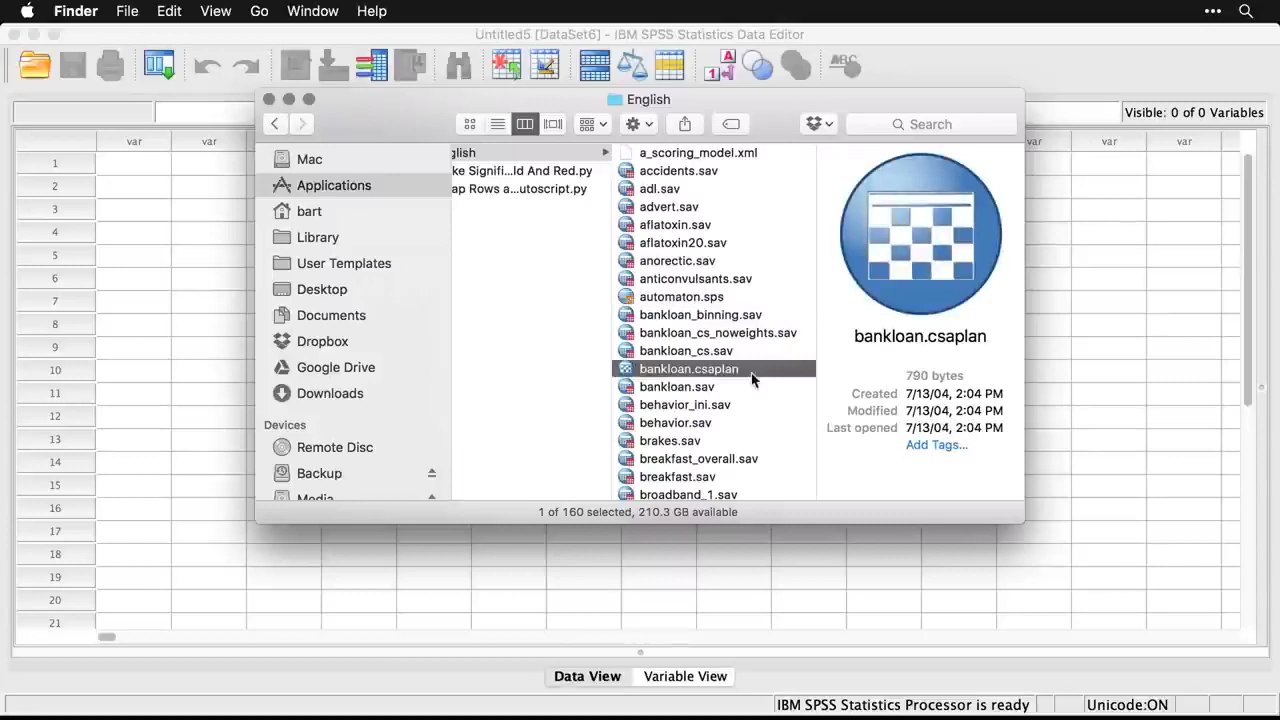 Finder File Edit View Go Window Help
Untitled5 [DataSet6] - IBM SPSS Statistics Data Editor
English
Visible: 0 of 0 Variables
Search
var var var var var
Mac
Applications
bart
Library
User Templates
Desktop
Documents
Dropbox
Google Drive
Downloads
Devices
Remote Disc
Backup
Media
glish
ke Signifi...ld And Red.py
ap Rows a...utoscript.py
a_scoring_model.xml
accidents.sav
adl.sav
advert.sav
aflatoxin.sav
aflatoxin20.sav
anorectic.sav
anticonvulsants.sav
automaton.sps
bankloan_binning.sav
bankloan_cs_noweights.sav
bankloan_cs.sav
bankloan.csaplan
bankloan.sav
behavior_ini.sav
behavior.sav
brakes.sav
breakfast_overall.sav
breakfast.sav
broadband_1.sav
bankloan.csaplan
790 bytes
Created 7/13/04, 2:04 PM
Modified 7/13/04, 2:04 PM
Last opened 7/13/04, 2:04 PM
Add Tags...
1 of 160 selected, 210.3 GB available
1
2
3
4
5
6
7
8
9
10
11
12
13
14
15
16
17
18
19
20
21
Data View Variable View
IBM SPSS Statistics Processor is ready Unicode:ON